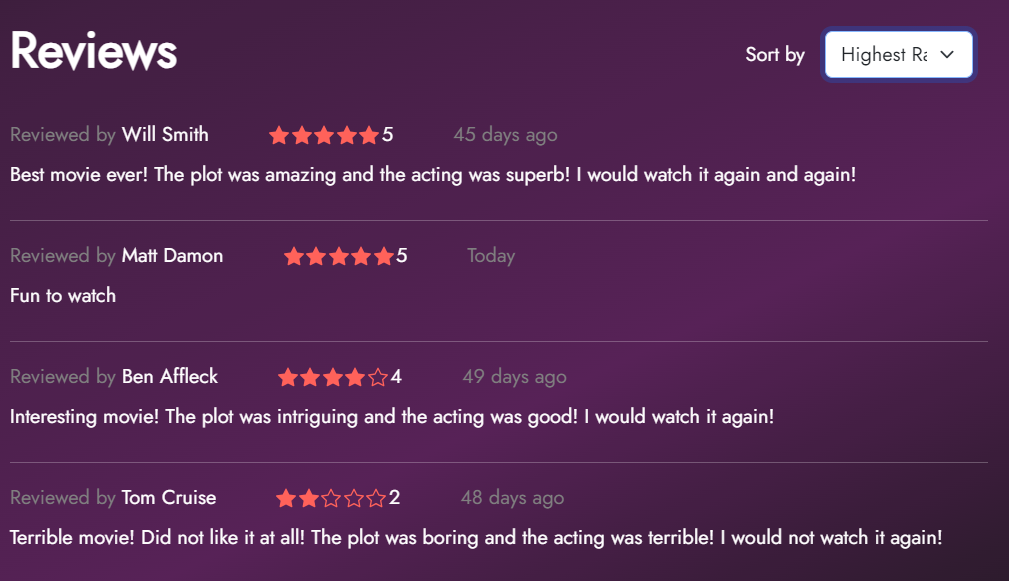 Reviews
Sort by Highest Ra
Reviewed by Will Smith 5 45 days ago
Best movie ever! The plot was amazing and the acting was superb! I would watch it again and again!
Reviewed by Matt Damon 5 Today
Fun to watch
Reviewed by Ben Affleck 4 49 days ago
Interesting movie! The plot was intriguing and the acting was good! I would watch it again!
Reviewed by Tom Cruise 2 48 days ago
Terrible movie! Did not like it at all! The plot was boring and the acting was terrible! I would not watch it again!